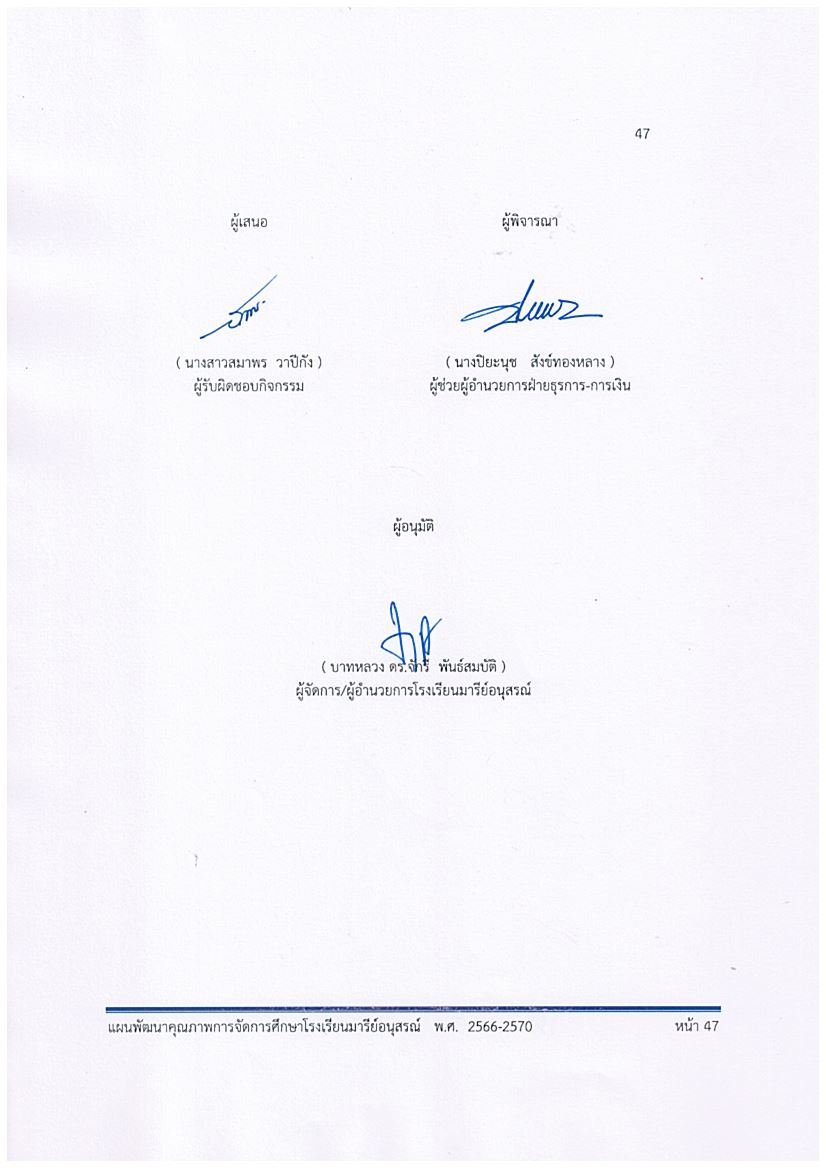 47
ผู้เสนอ ผู้พิจารณา
( นางสาวสมาพร วาปีกัง ) ( นางปิยะนุช สังข์ทองหลาง )
ผู้รับผิดชอบกิจกรรม ผู้ช่วยผู้อำนวยการฝ่ายธุรการ-การเงิน
ผู้อนุมัติ
( บาทหลวง ดร.จักรี พันธ์สมบัติ )
ผู้จัดการ/ผู้อำนวยการโรงเรียนมารีย์อนุสรณ์
แผนพัฒนาคุณภาพการจัดการศึกษาโรงเรียนมารีย์อนุสรณ์ พ.ศ. 2566-2570 หน้า 47